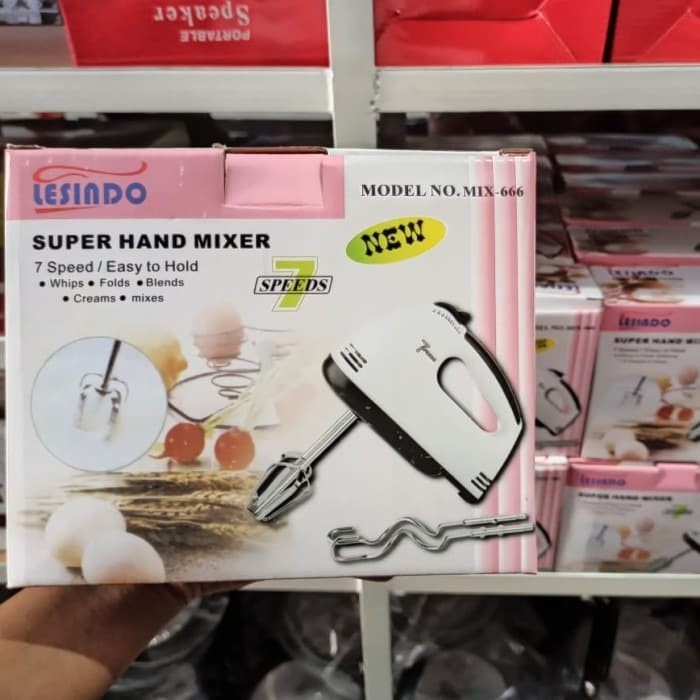 PORTABLE
Speaker
LESINDO
MODEL NO. MIX-666
SUPER HAND MIXER
7 Speed / Easy to Hold
• Whips • Folds • Blends
• Creams • mixes
7
SPEEDS
NEW
LESINDO
SUPER HAND MI
LESINDO
SUPER HAND MIXER